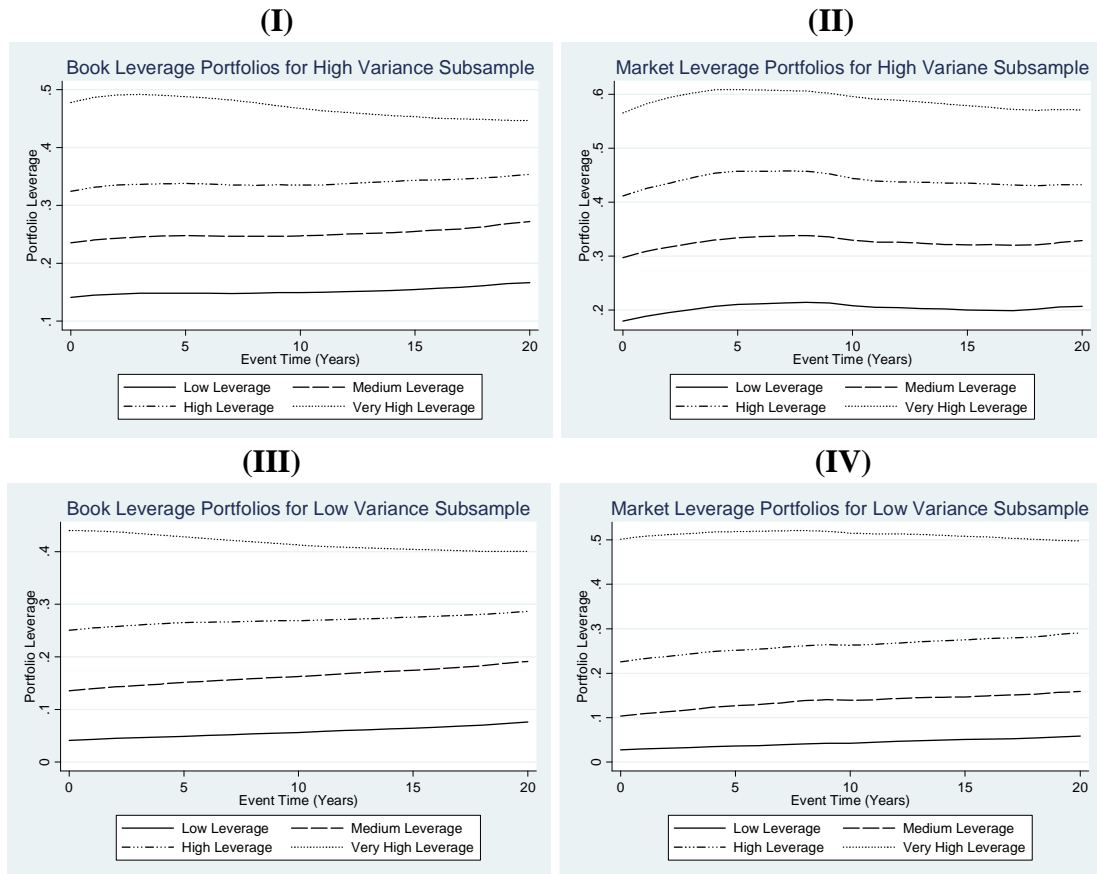 (I)
Book Leverage Portfolios for High Variance Subsample
Portfolio Leverage
.5
.4
.3
.2
.1
0 5 10 15 20
Event Time (Years)
Low Leverage Medium Leverage
High Leverage Very High Leverage
(II)
Market Leverage Portfolios for High Variane Subsample
Portfolio Leverage
.6
.5
.4
.3
.2
0 5 10 15 20
Event Time (Years)
Low Leverage Medium Leverage
High Leverage Very High Leverage
(III)
Book Leverage Portfolios for Low Variance Subsample
Portfolio Leverage
.4
.3
.2
.1
0
0 5 10 15 20
Event Time (Years)
Low Leverage Medium Leverage
High Leverage Very High Leverage
(IV)
Market Leverage Portfolios for Low Variance Subsample
Portfolio Leverage
.5
.4
.3
.2
.1
0
0 5 10 15 20
Event Time (Years)
Low Leverage Medium Leverage
High Leverage Very High Leverage